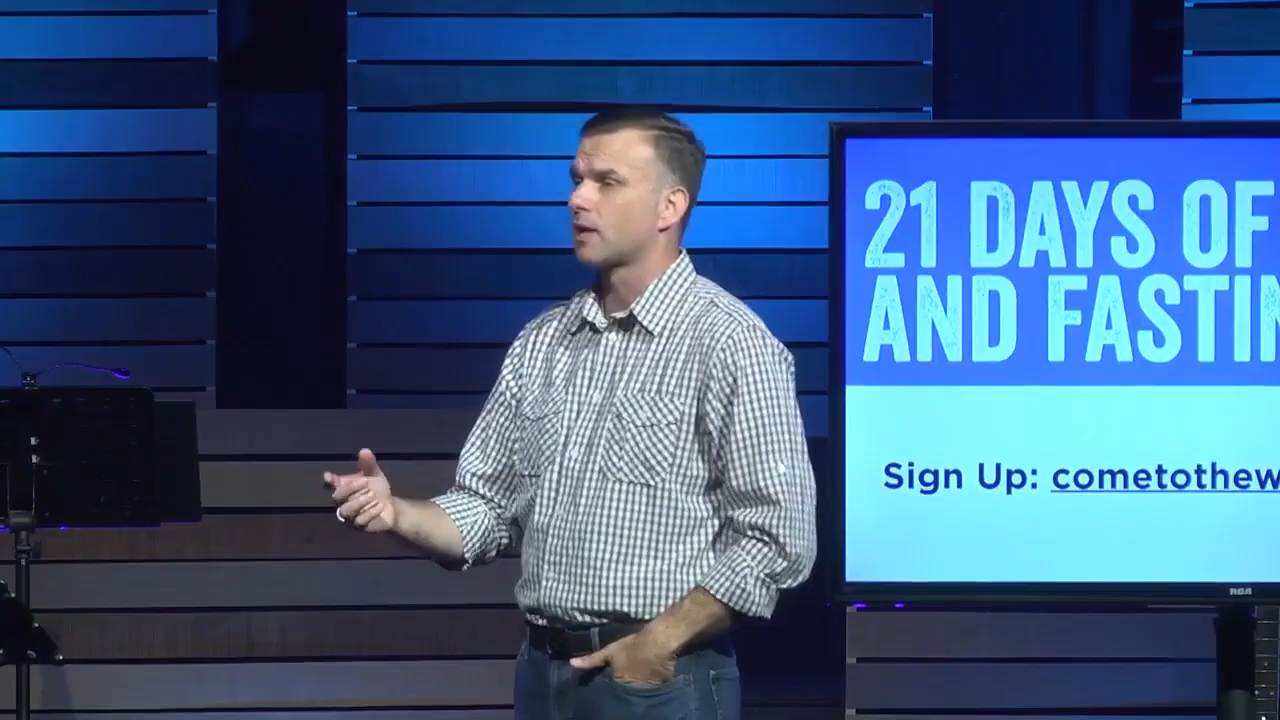 21 DAYS OF
AND FASTIN
Sign Up: cometothew
RCA